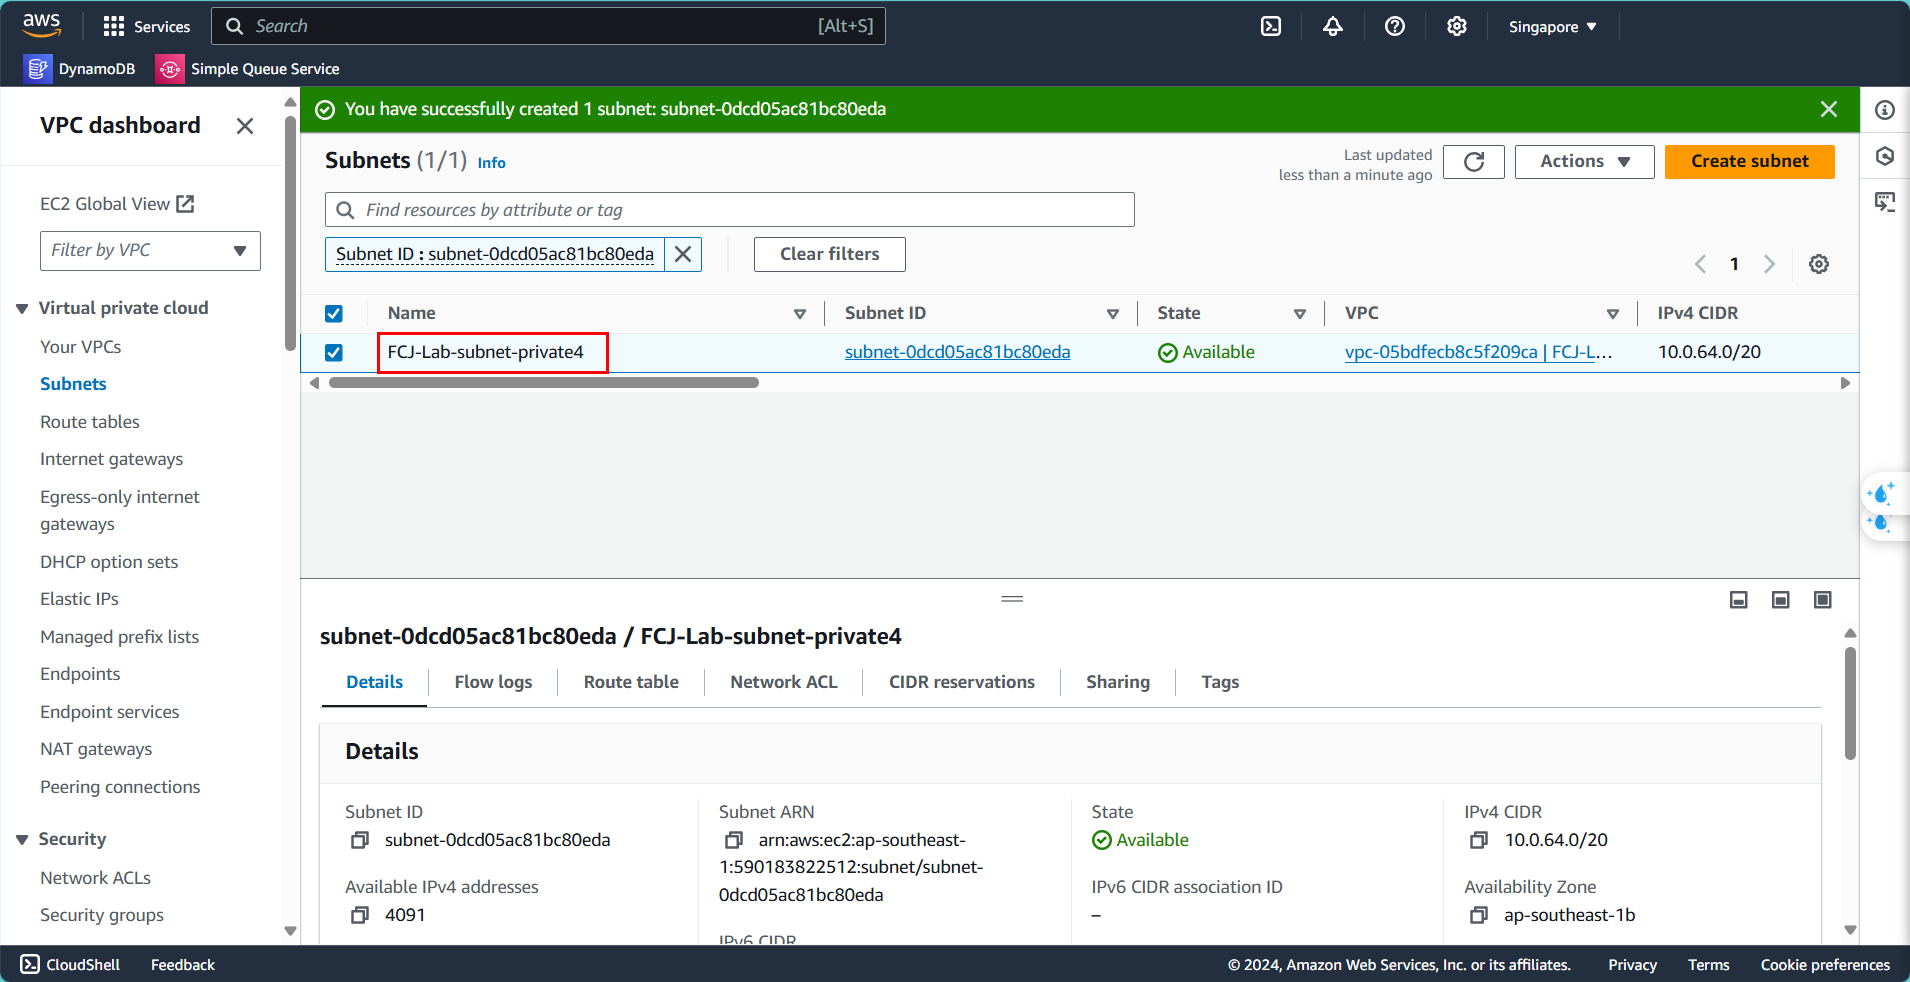 aws
Services
Search
[Alt+S]
Singapore
DynamoDB
Simple Queue Service
VPC dashboard
EC2 Global View
Filter by VPC
Virtual private cloud
Your VPCs
Subnets
Route tables
Internet gateways
Egress-only internet
gateways
DHCP option sets
Elastic IPs
Managed prefix lists
Endpoints
Endpoint services
NAT gateways
Peering connections
Security
Network ACLs
Security groups
You have successfully created 1 subnet: subnet-0dcd05ac81bc80eda
Subnets (1/1) Info
Last updated
less than a minute ago
Actions
Create subnet
Find resources by attribute or tag
Subnet ID : subnet-0dcd05ac81bc80eda
Clear filters
1
Name
Subnet ID
State
VPC
IPv4 CIDR
FCJ-Lab-subnet-private4
subnet-0dcd05ac81bc80eda
Available
vpc-05bdfecb8c5f209ca | FCJ-L...
10.0.64.0/20
subnet-0dcd05ac81bc80eda / FCJ-Lab-subnet-private4
Details
Flow logs
Route table
Network ACL
CIDR reservations
Sharing
Tags
Details
Subnet ID
subnet-0dcd05ac81bc80eda
Available IPv4 addresses
4091
Subnet ARN
arn:aws:ec2:ap-southeast-
1:590183822512:subnet/subnet-
0dcd05ac81bc80eda
IPv6 CIDR
State
Available
IPv6 CIDR association ID
–
IPv4 CIDR
10.0.64.0/20
Availability Zone
ap-southeast-1b
CloudShell
Feedback
© 2024, Amazon Web Services, Inc. or its affiliates.
Privacy
Terms
Cookie preferences